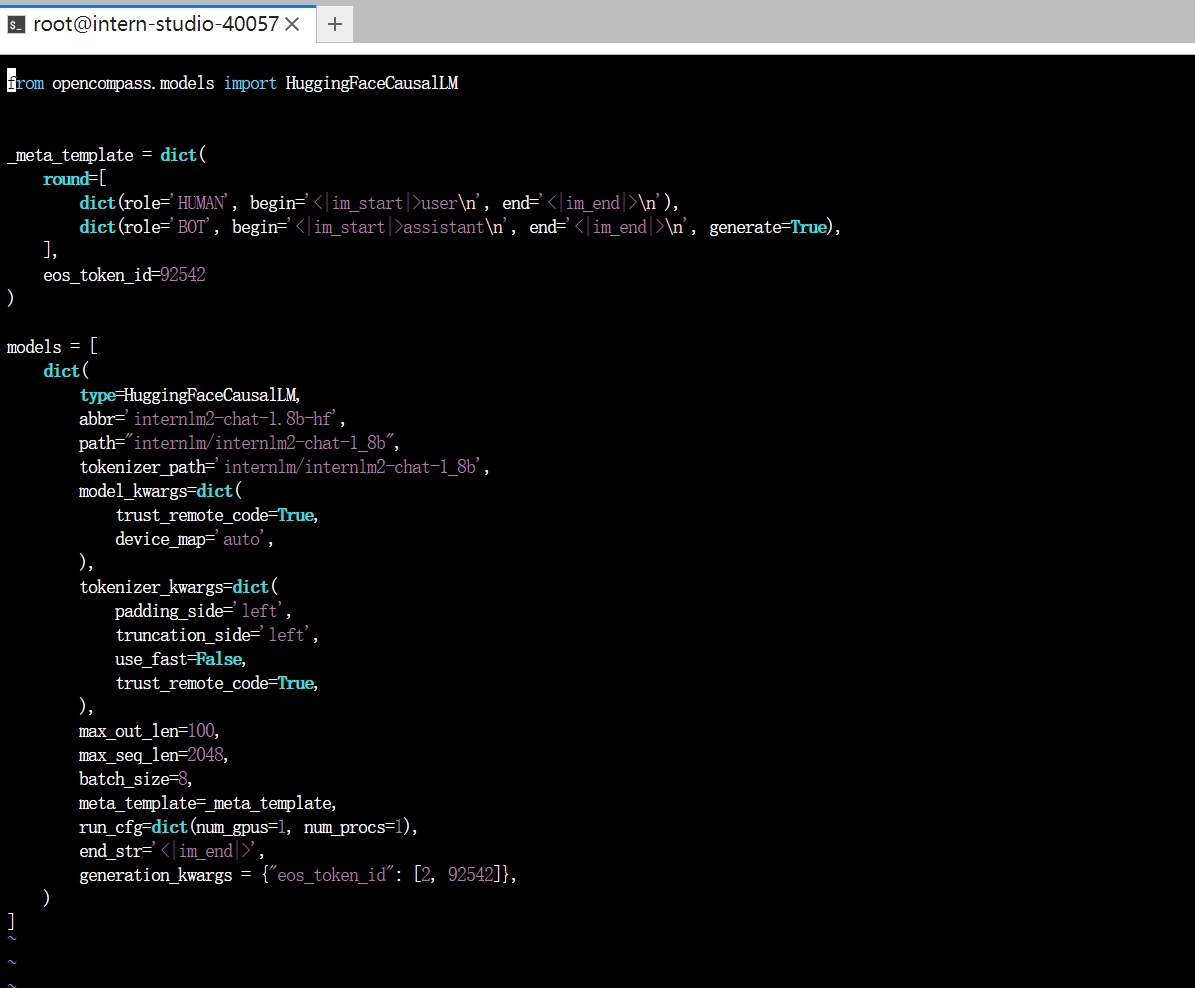 root@intern-studio-40057
from opencompass.models import HuggingFaceCausalLM
_meta_template = dict(
    round=[
        dict(role='HUMAN', begin='<|im_start|>user\n', end='<|im_end|>\n'),
        dict(role='BOT', begin='<|im_start|>assistant\n', end='<|im_end|>\n', generate=True),
    ],
    eos_token_id=92542
)
models = [
    dict(
        type=HuggingFaceCausalLM,
        abbr='internlm2-chat-1.8b-hf',
        path="internlm/internlm2-chat-1_8b",
        tokenizer_path='internlm/internlm2-chat-1_8b',
        model_kwargs=dict(
            trust_remote_code=True,
            device_map='auto',
        ),
        tokenizer_kwargs=dict(
            padding_side='left',
            truncation_side='left',
            use_fast=False,
            trust_remote_code=True,
        ),
        max_out_len=100,
        max_seq_len=2048,
        batch_size=8,
        meta_template=_meta_template,
        run_cfg=dict(num_gpus=1, num_procs=1),
        end_str='<|im_end|>',
        generation_kwargs = {"eos_token_id": [2, 92542]},
    )
]
~
~
~